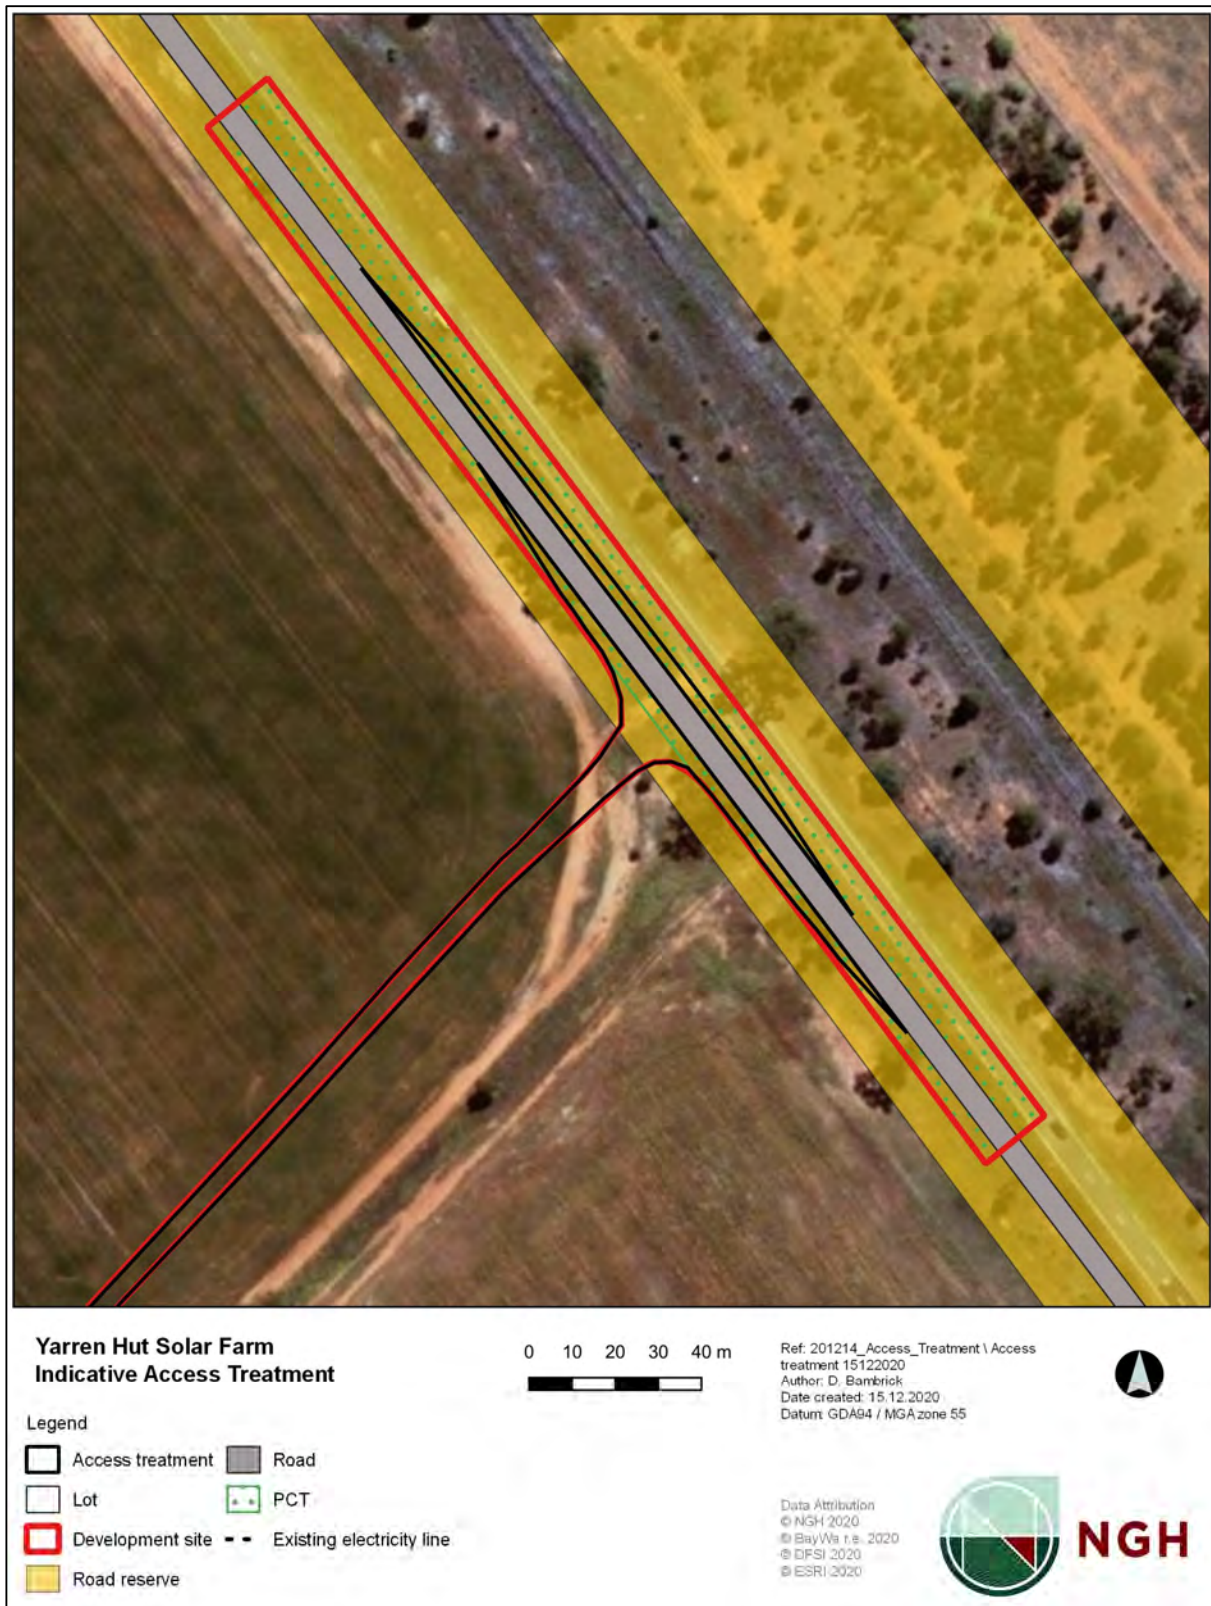 Yarren Hut Solar Farm
Indicative Access Treatment
0 10 20 30 40 m
Ref: 201214_Access_Treatment \ Access
treatment 15122020
Author: D. Bambrick
Date created: 15.12.2020
Datum: GDA94 / MGA zone 55
Legend
Access treatment
Road
Lot
PCT
Development site
Existing electricity line
Road reserve
Data Attribution
© NGH 2020
© BayWa r.e. 2020
© DFSI 2020
© ESRI 2020
NGH